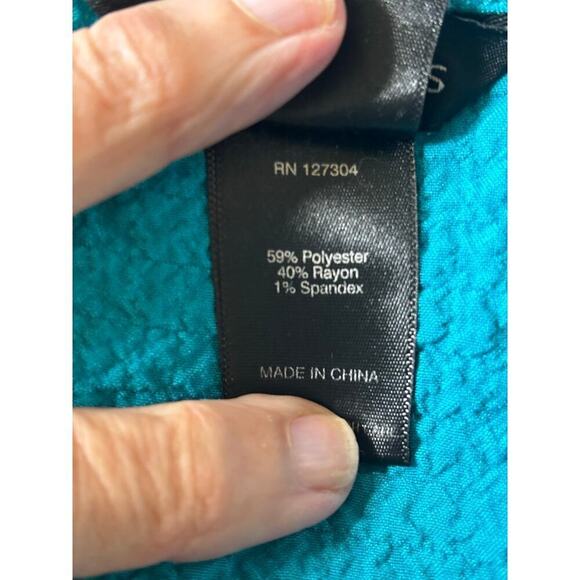 S
RN 127304
59% Polyester
40% Rayon
1% Spandex
MADE IN CHINA